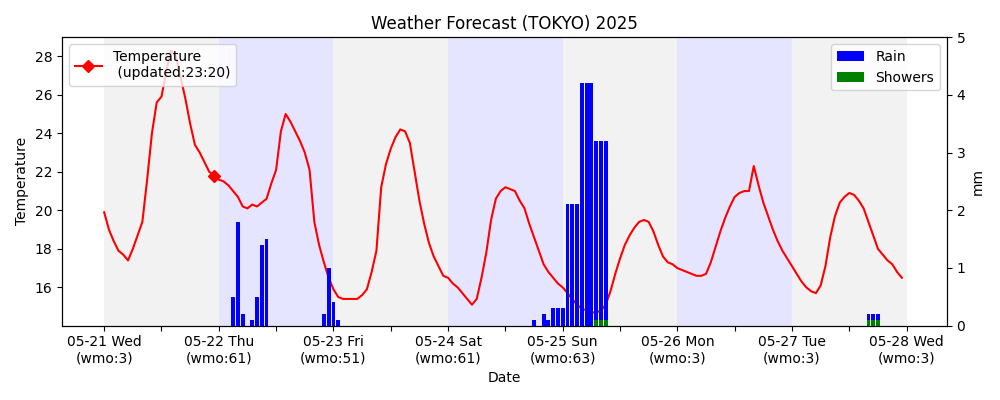 Weather Forecast (TOKYO) 2025
Temperature
(updated:23:20)
Rain
Showers
28
26
24
22
20
18
16
Temperature
5
4
3
2
1
0
mm
05-21 Wed
(wmo:3)
05-22 Thu
(wmo:61)
05-23 Fri
(wmo:51)
05-24 Sat
(wmo:61)
05-25 Sun
(wmo:63)
05-26 Mon
(wmo:3)
05-27 Tue
(wmo:3)
05-28 Wed
(wmo:3)
Date